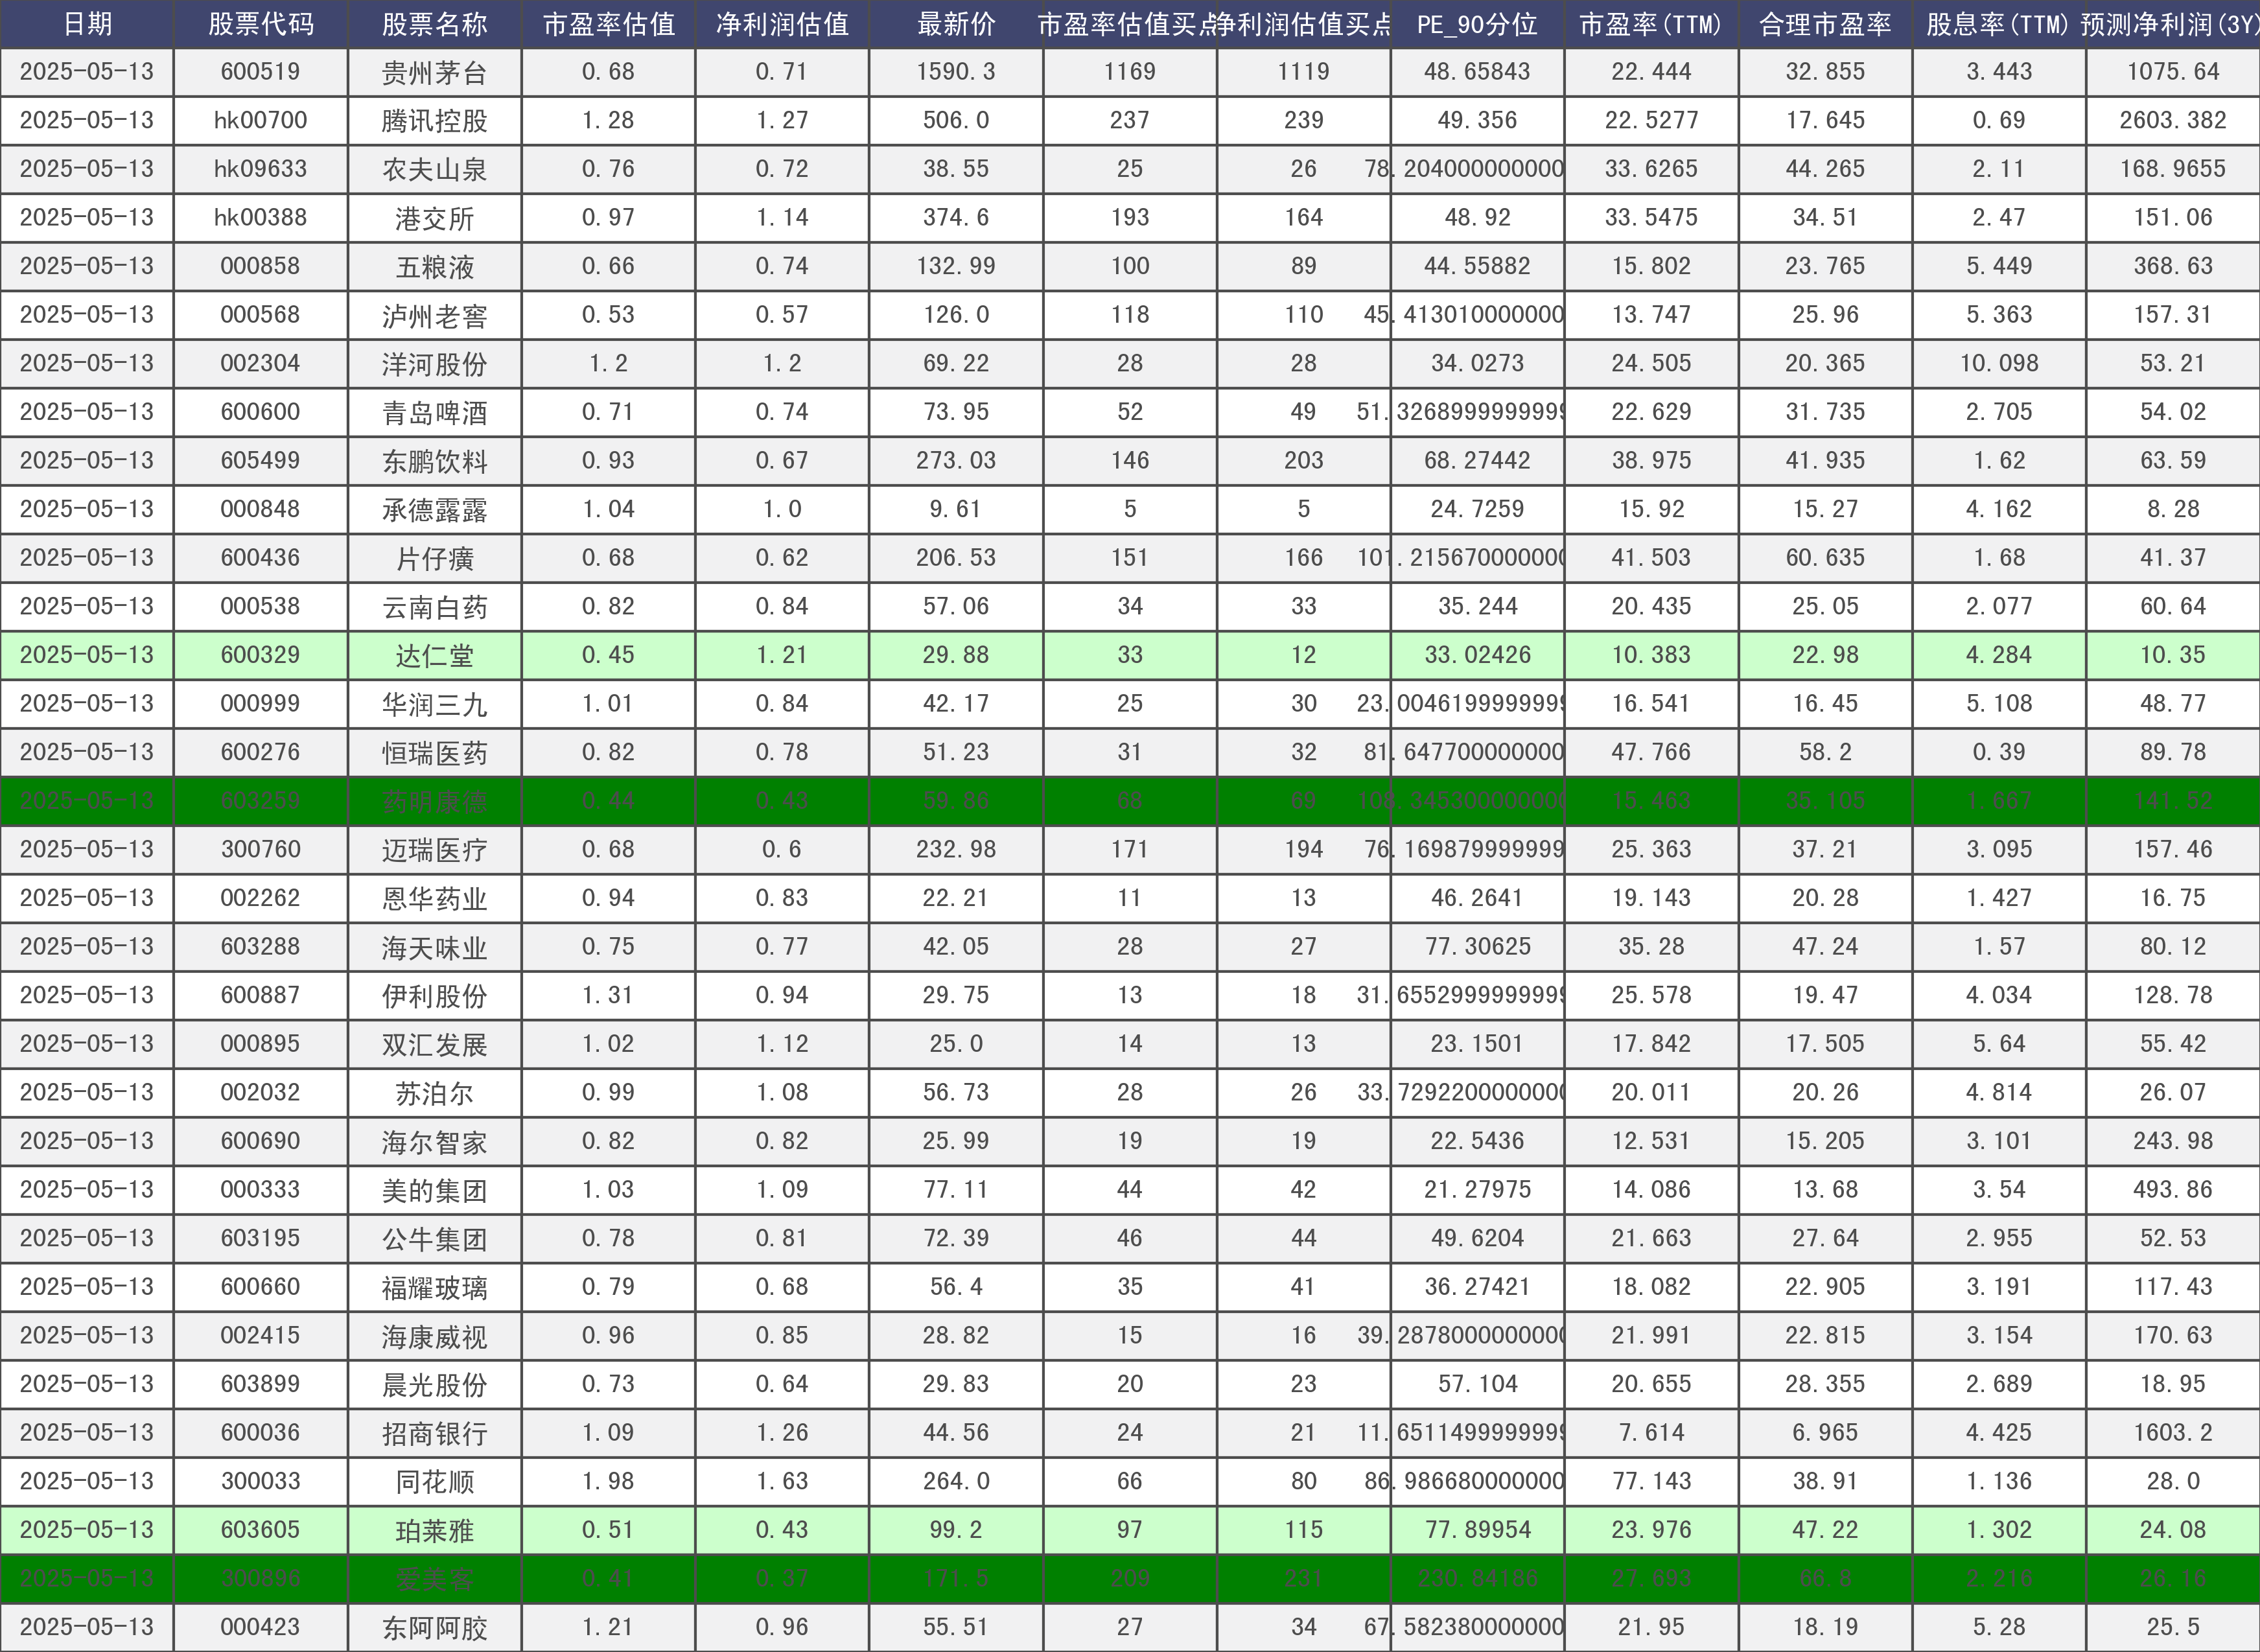 日期 股票代码 股票名称 市盈率估值 净利润估值 最新价 市盈率估值买点 净利润估值买点 PE_90分位 市盈率(TTM) 合理市盈率 股息率(TTM) 预测净利润(3Y)
2025-05-13 600519 贵州茅台 0.68 0.71 1590.3 1169 1119 48.65843 22.444 32.855 3.443 1075.64
2025-05-13 hk00700 腾讯控股 1.28 1.27 506.0 237 239 49.356 22.5277 17.645 0.69 2603.382
2025-05-13 hk09633 农夫山泉 0.76 0.72 38.55 25 26 78.204000000000 33.6265 44.265 2.11 168.9655
2025-05-13 hk00388 港交所 0.97 1.14 374.6 193 164 48.92 33.5475 34.51 2.47 151.06
2025-05-13 000858 五粮液 0.66 0.74 132.99 100 89 44.55882 15.802 23.765 5.449 368.63
2025-05-13 000568 泸州老窖 0.53 0.57 126.0 118 110 45.413010000000 13.747 25.96 5.363 157.31
2025-05-13 002304 洋河股份 1.2 1.2 69.22 28 28 34.0273 24.505 20.365 10.098 53.21
2025-05-13 600600 青岛啤酒 0.71 0.74 73.95 52 49 51.3268999999999 22.629 31.735 2.705 54.02
2025-05-13 605499 东鹏饮料 0.93 0.67 273.03 146 203 68.27442 38.975 41.935 1.62 63.59
2025-05-13 000848 承德露露 1.04 1.0 9.61 5 5 24.7259 15.92 15.27 4.162 8.28
2025-05-13 600436 片仔癀 0.68 0.62 206.53 151 166 101.215670000000 41.503 60.635 1.68 41.37
2025-05-13 000538 云南白药 0.82 0.84 57.06 34 33 35.244 20.435 25.05 2.077 60.64
2025-05-13 600329 达仁堂 0.45 1.21 29.88 33 12 33.02426 10.383 22.98 4.284 10.35
2025-05-13 000999 华润三九 1.01 0.84 42.17 25 30 23.0046199999999 16.541 16.45 5.108 48.77
2025-05-13 600276 恒瑞医药 0.82 0.78 51.23 31 32 81.647700000000 47.766 58.2 0.39 89.78
2025-05-13 603259 药明康德 0.44 0.43 59.86 68 69 108.345300000000 15.463 35.105 1.667 141.52
2025-05-13 300760 迈瑞医疗 0.68 0.6 232.98 171 194 76.169879999999 25.363 37.21 3.095 157.46
2025-05-13 002262 恩华药业 0.94 0.83 22.21 11 13 46.2641 19.143 20.28 1.427 16.75
2025-05-13 603288 海天味业 0.75 0.77 42.05 28 27 77.30625 35.28 47.24 1.57 80.12
2025-05-13 600887 伊利股份 1.31 0.94 29.75 13 18 31.6552999999999 25.578 19.47 4.034 128.78
2025-05-13 000895 双汇发展 1.02 1.12 25.0 14 13 23.1501 17.842 17.505 5.64 55.42
2025-05-13 002032 苏泊尔 0.99 1.08 56.73 28 26 33.7292200000000 20.011 20.26 4.814 26.07
2025-05-13 600690 海尔智家 0.82 0.82 25.99 19 19 22.5436 12.531 15.205 3.101 243.98
2025-05-13 000333 美的集团 1.03 1.09 77.11 44 42 21.27975 14.086 13.68 3.54 493.86
2025-05-13 603195 公牛集团 0.78 0.81 72.39 46 44 49.6204 21.663 27.64 2.955 52.53
2025-05-13 600660 福耀玻璃 0.79 0.68 56.4 35 41 36.27421 18.082 22.905 3.191 117.43
2025-05-13 002415 海康威视 0.96 0.85 28.82 15 16 39.2878000000000 21.991 22.815 3.154 170.63
2025-05-13 603899 晨光股份 0.73 0.64 29.83 20 23 57.104 20.655 28.355 2.689 18.95
2025-05-13 600036 招商银行 1.09 1.26 44.56 24 21 11.6511499999999 7.614 6.965 4.425 1603.2
2025-05-13 300033 同花顺 1.98 1.63 264.0 66 80 86.986680000000 77.143 38.91 1.136 28.0
2025-05-13 603605 珀莱雅 0.51 0.43 99.2 97 115 77.89954 23.976 47.22 1.302 24.08
2025-05-13 300896 爱美客 0.41 0.37 171.5 209 231 230.84186 27.693 66.8 2.216 26.16
2025-05-13 000423 东阿阿胶 1.21 0.96 55.51 27 34 67.582380000000 21.95 18.19 5.28 25.5